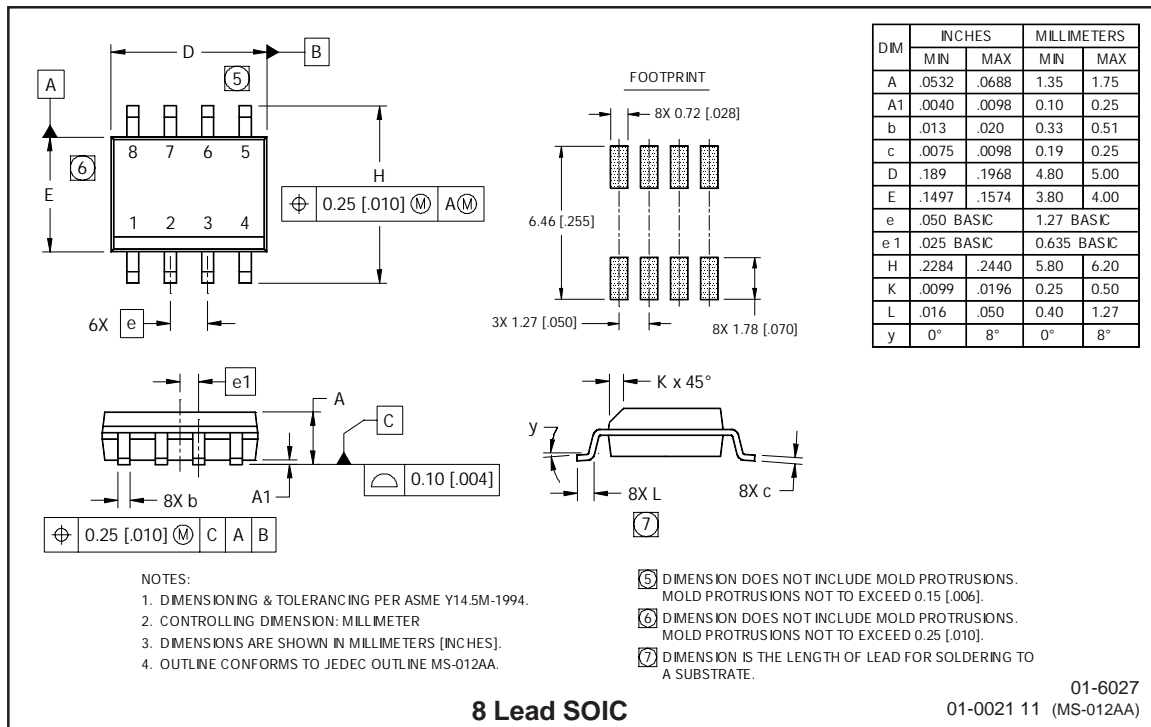 D
B
5
A
8 7 6 5
6
E
H
⌖ 0.25 [.010] Ⓜ A Ⓜ
1 2 3 4
6X e
FOOTPRINT
8X 0.72 [.028]
6.46 [.255]
3X 1.27 [.050]
8X 1.78 [.070]
DIM INCHES MILLIMETERS
MIN MAX MIN MAX
A .0532 .0688 1.35 1.75
A1 .0040 .0098 0.10 0.25
b .013 .020 0.33 0.51
c .0075 .0098 0.19 0.25
D .189 .1968 4.80 5.00
E .1497 .1574 3.80 4.00
e .050 BASIC 1.27 BASIC
e 1 .025 BASIC 0.635 BASIC
H .2284 .2440 5.80 6.20
K .0099 .0196 0.25 0.50
L .016 .050 0.40 1.27
y 0° 8° 0° 8°
e1
A
C
⌓ 0.10 [.004]
8X b
A1
⌖ 0.25 [.010] Ⓜ C A B
K x 45°
y
8X L
8X c
7
NOTES:
1. DIMENSIONING & TOLERANCING PER ASME Y14.5M-1994.
2. CONTROLLING DIMENSION: MILLIMETER
3. DIMENSIONS ARE SHOWN IN MILLIMETERS [INCHES].
4. OUTLINE CONFORMS TO JEDEC OUTLINE MS-012AA.
5 DIMENSION DOES NOT INCLUDE MOLD PROTRUSIONS.
MOLD PROTRUSIONS NOT TO EXCEED 0.15 [.006].
6 DIMENSION DOES NOT INCLUDE MOLD PROTRUSIONS.
MOLD PROTRUSIONS NOT TO EXCEED 0.25 [.010].
7 DIMENSION IS THE LENGTH OF LEAD FOR SOLDERING TO
A SUBSTRATE.
8 Lead SOIC
01-6027
01-0021 11 (MS-012AA)